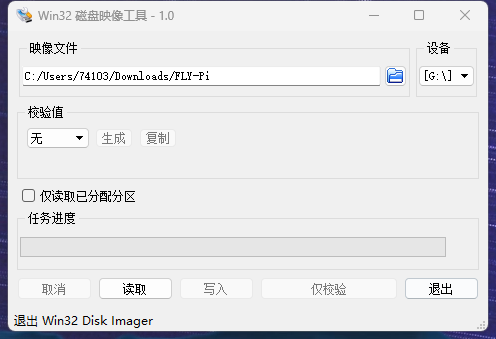 Win32 磁盘映像工具 - 1.0
映像文件
设备
C:/Users/74103/Downloads/FLY-Pi
[G:\]
校验值
无
生成
复制
仅读取已分配分区
任务进度
取消
读取
写入
仅校验
退出
退出 Win32 Disk Imager